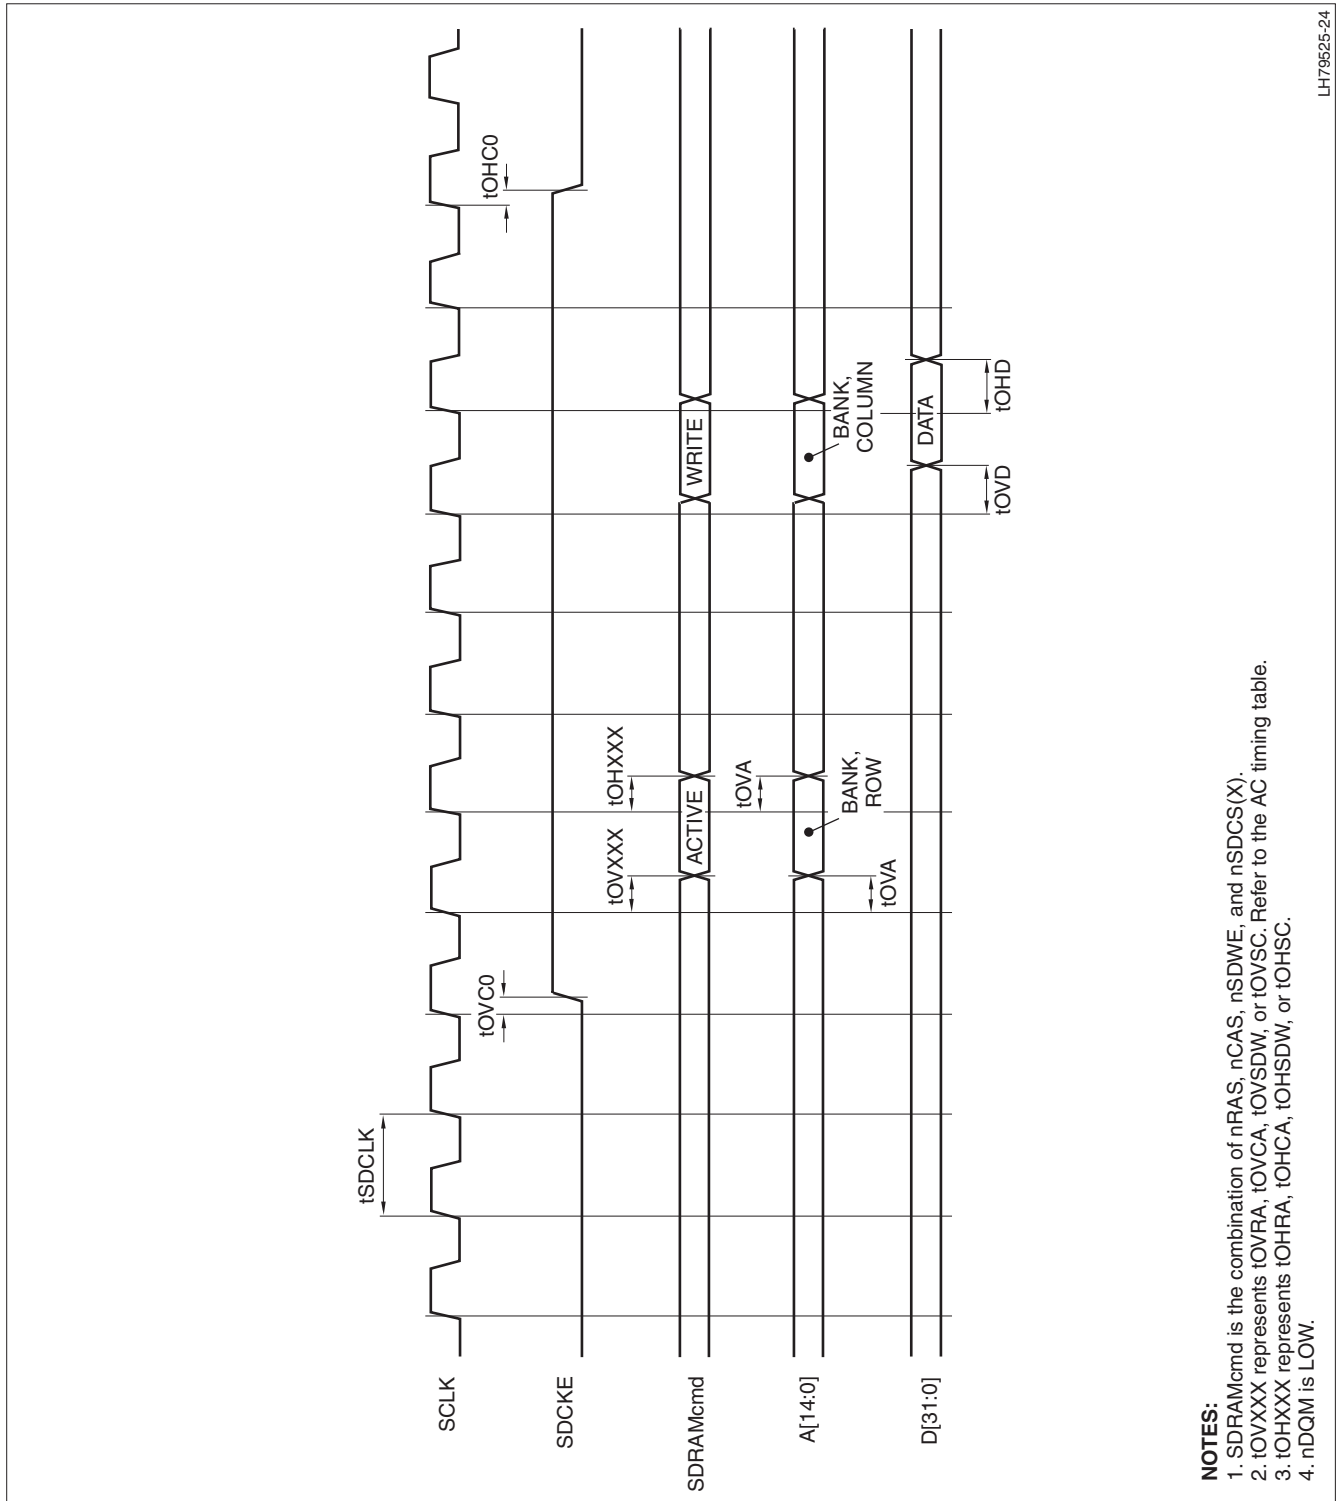 tSDCLK
SCLK
tOVC0
tOHC0
SDCKE
tOVXXX
tOHXXX
SDRAMcmd
ACTIVE
WRITE
tOVA
A[14:0]
BANK,
ROW
BANK,
COLUMN
tOVA
D[31:0]
DATA
tOVD
tOHD
NOTES:
1. SDRAMcmd is the combination of nRAS, nCAS, nSDWE, and nSDCS(X).
2. tOVXXX represents tOVRA, tOVCA, tOVSDW, or tOVSC. Refer to the AC timing table.
3. tOHXXX represents tOHRA, tOHCA, tOHSDW, or tOHSC.
4. nDQM is LOW.
LH79525-24